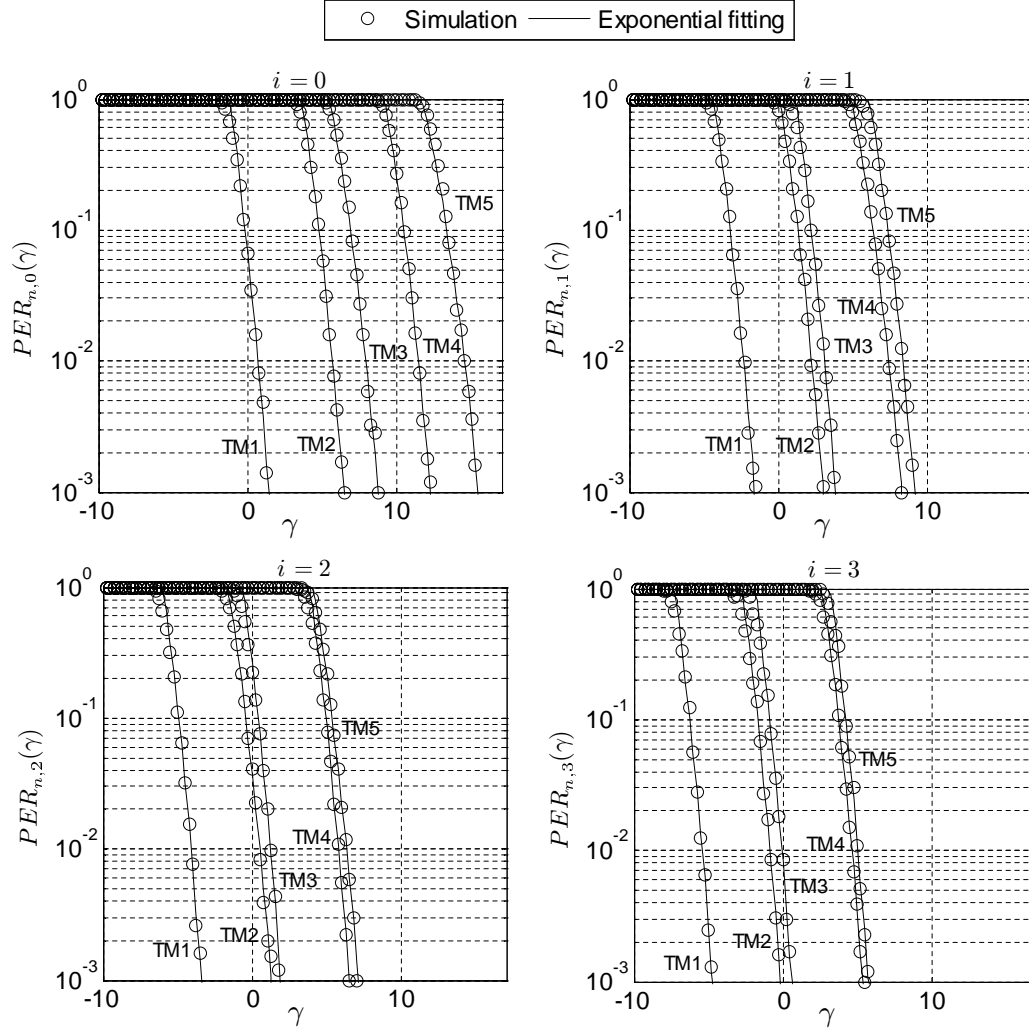 Simulation Exponential fitting
i = 0
10^0
10^-1
10^-2
10^-3
PER_{n,0}(γ)
TM1
TM2
TM3
TM4
TM5
-10 0 10
γ
i = 1
10^0
10^-1
10^-2
10^-3
PER_{n,1}(γ)
TM1
TM2
TM3
TM4
TM5
-10 0 10
γ
i = 2
10^0
10^-1
10^-2
10^-3
PER_{n,2}(γ)
TM1
TM2
TM3
TM4
TM5
-10 0 10
γ
i = 3
10^0
10^-1
10^-2
10^-3
PER_{n,3}(γ)
TM1
TM2
TM3
TM4
TM5
-10 0 10
γ